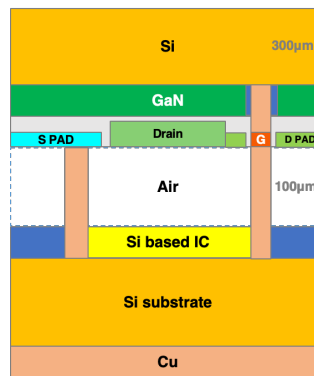 Si 300μm
GaN
S PAD Drain G D PAD
Air 100μm
Si based IC
Si substrate
Cu